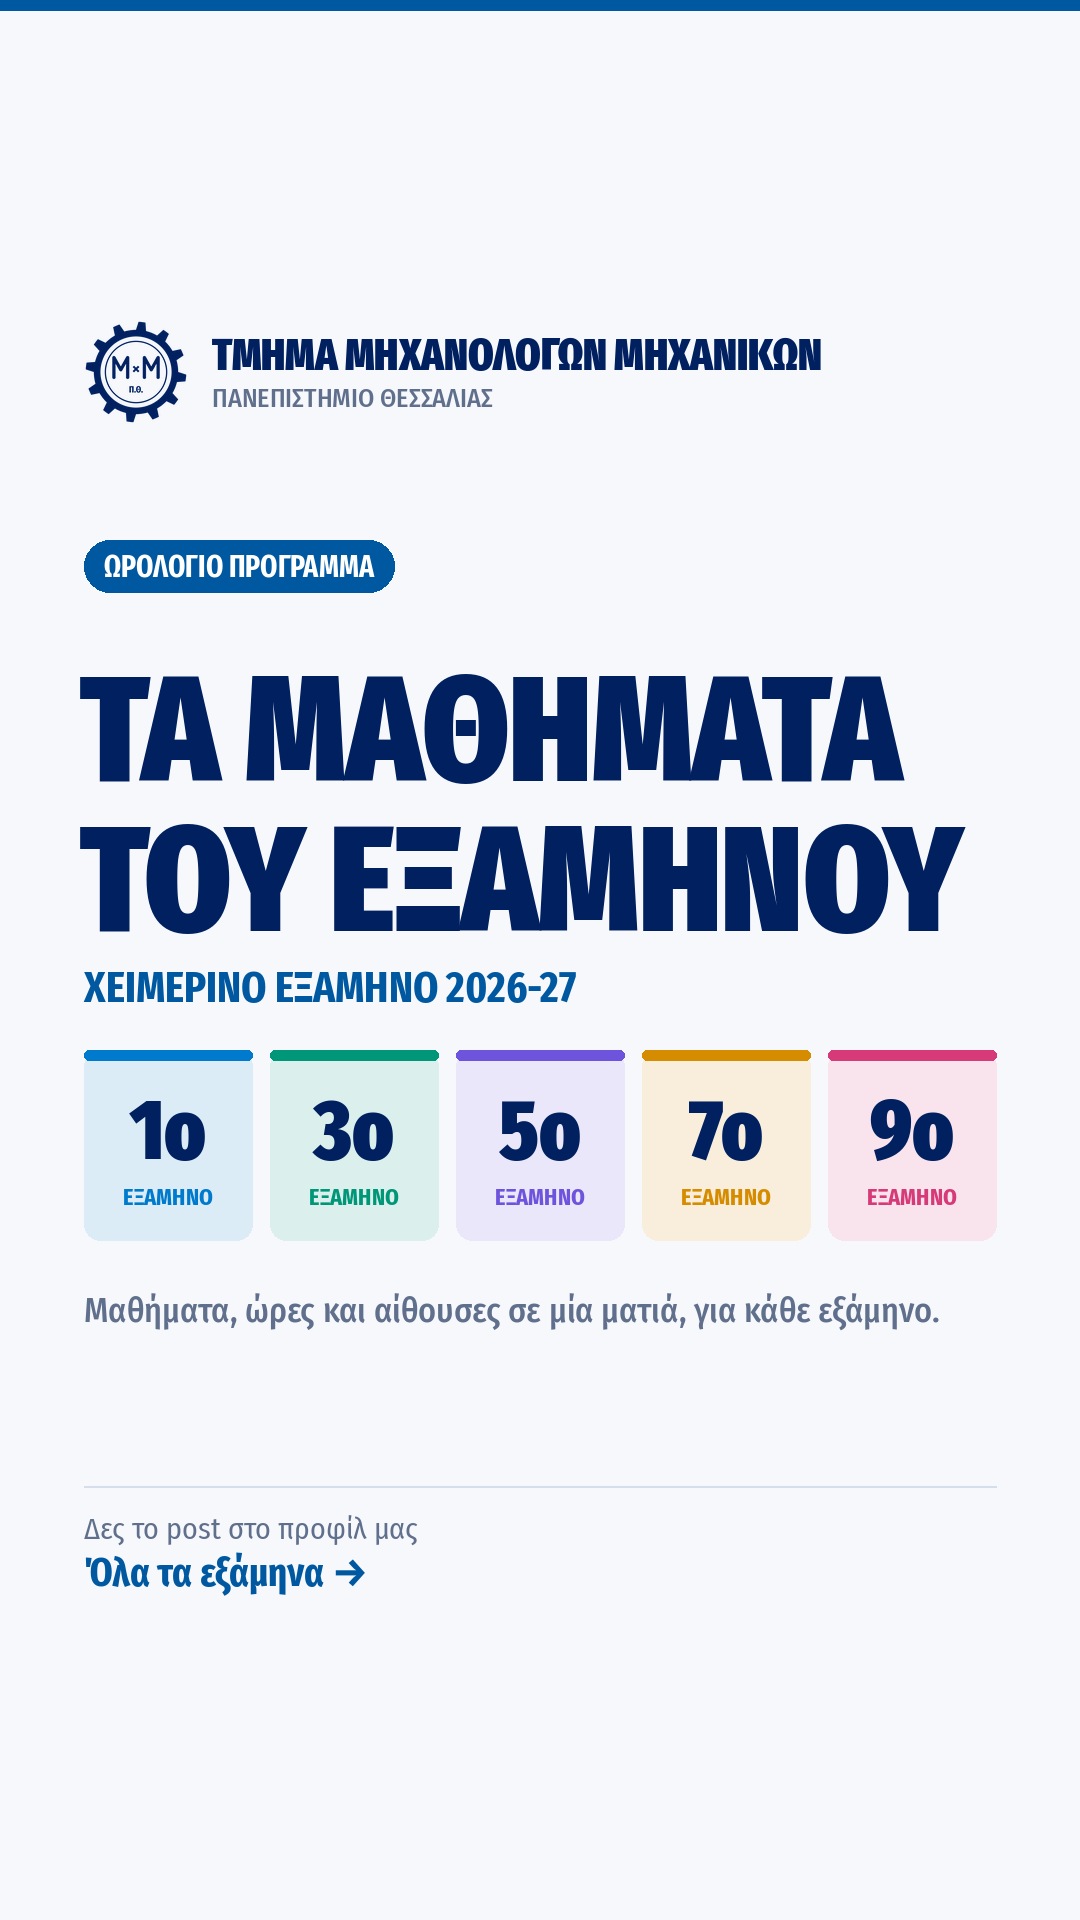 Μ×Μ
Π.Θ.
ΤΜΗΜΑ ΜΗΧΑΝΟΛΟΓΩΝ ΜΗΧΑΝΙΚΩΝ
ΠΑΝΕΠΙΣΤΗΜΙΟ ΘΕΣΣΑΛΙΑΣ
ΩΡΟΛΟΓΙΟ ΠΡΟΓΡΑΜΜΑ
ΤΑ ΜΑΘΗΜΑΤΑ
ΤΟΥ ΕΞΑΜΗΝΟΥ
ΧΕΙΜΕΡΙΝΟ ΕΞΑΜΗΝΟ 2026-27
1ο 3ο 5ο 7ο 9ο
ΕΞΑΜΗΝΟ ΕΞΑΜΗΝΟ ΕΞΑΜΗΝΟ ΕΞΑΜΗΝΟ ΕΞΑΜΗΝΟ
Μαθήματα, ώρες και αίθουσες σε μία ματιά, για κάθε εξάμηνο.
Δες το post στο προφίλ μας
Όλα τα εξάμηνα →